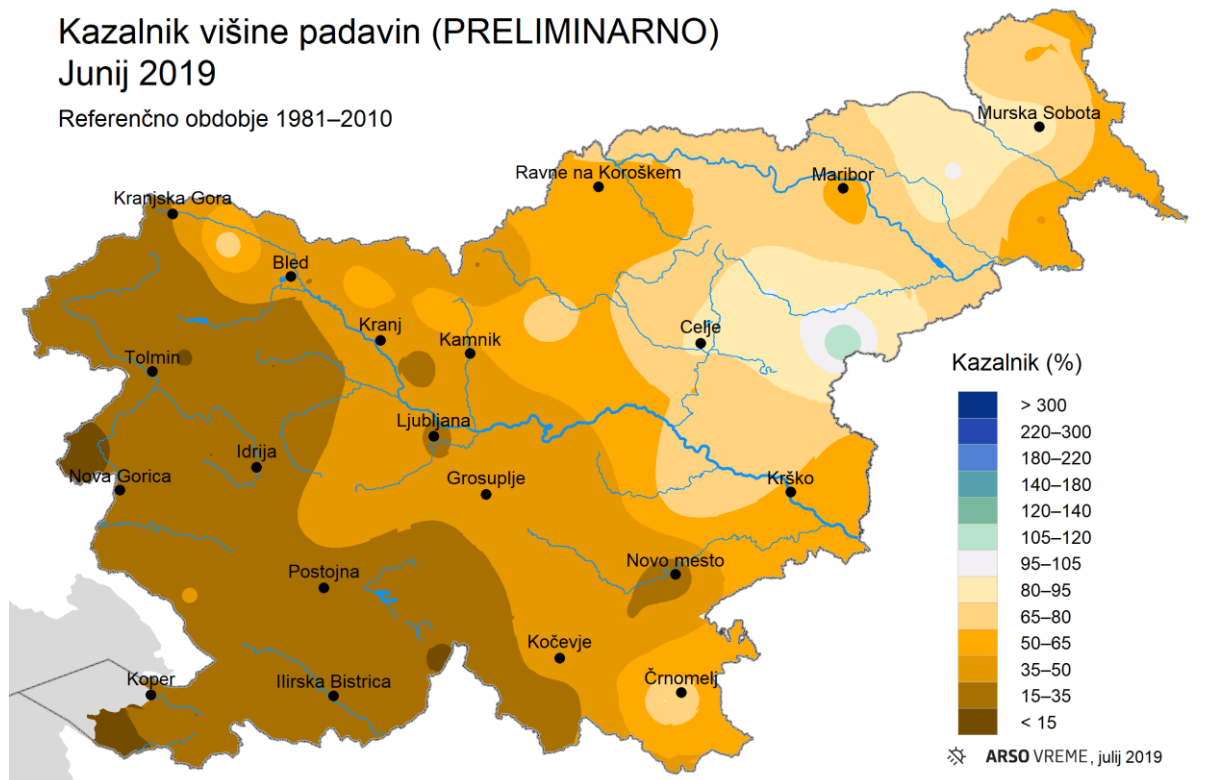 Kazalnik višine padavin (PRELIMINARNO)
Junij 2019
Referenčno obdobje 1981–2010
Murska Sobota
Ravne na Koroškem
Maribor
Kranjska Gora
Bled
Kranj
Kamnik
Celje
Tolmin
Ljubljana
Idrija
Nova Gorica
Grosuplje
Krško
Postojna
Novo mesto
Kočevje
Koper
Ilirska Bistrica
Črnomelj
Kazalnik (%)
> 300
220–300
180–220
140–180
120–140
105–120
95–105
80–95
65–80
50–65
35–50
15–35
< 15
ARSO VREME, julij 2019